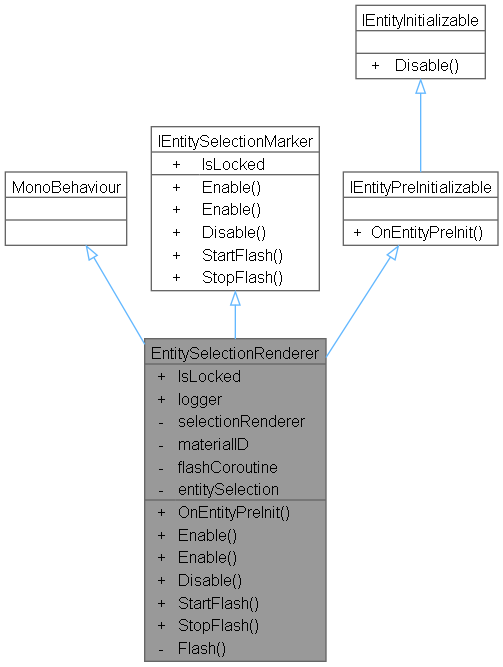 IEntityInitializable
+ Disable()
IEntitySelectionMarker
+ IsLocked
+ Enable()
+ Enable()
+ Disable()
+ StartFlash()
+ StopFlash()
MonoBehaviour
IEntityPreInitializable
+ OnEntityPreInit()
EntitySelectionRenderer
+ IsLocked
+ logger
- selectionRenderer
- materialID
- flashCoroutine
- entitySelection
+ OnEntityPreInit()
+ Enable()
+ Enable()
+ Disable()
+ StartFlash()
+ StopFlash()
- Flash()